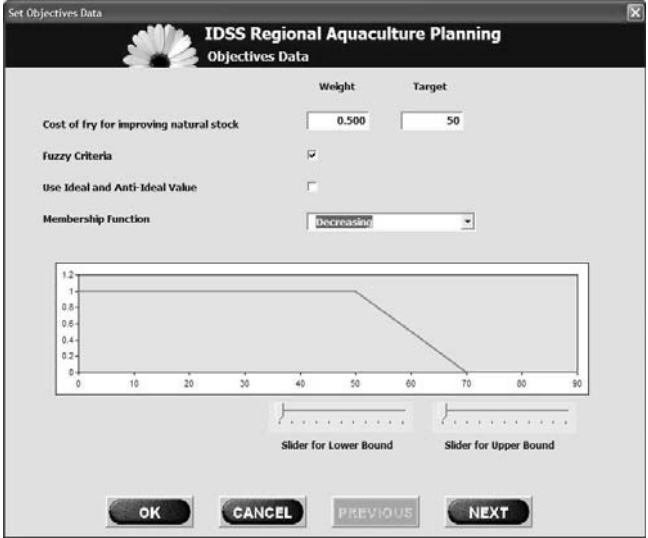 Set Objectives Data
IDSS Regional Aquaculture Planning
Objectives Data
Weight Target
Cost of fry for improving natural stock 0.500 50
Fuzzy Criteria
Use Ideal and Anti-Ideal Value
Membership Function Decreasing
1.2
1
0.8
0.6
0.4
0.2
0
0 10 20 30 40 50 60 70 80 90
Slider for Lower Bound Slider for Upper Bound
OK CANCEL PREVIOUS NEXT